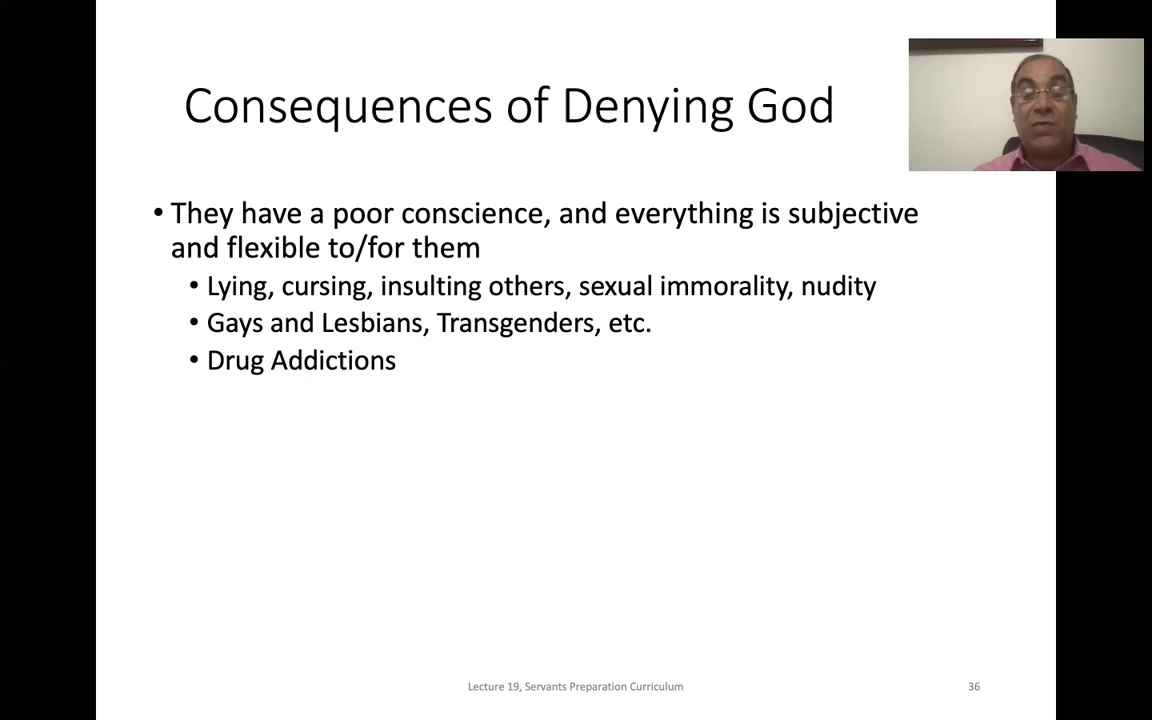 Consequences of Denying God
• They have a poor conscience, and everything is subjective
and flexible to/for them
• Lying, cursing, insulting others, sexual immorality, nudity
• Gays and Lesbians, Transgenders, etc.
• Drug Addictions
Lecture 19, Servants Preparation Curriculum
36